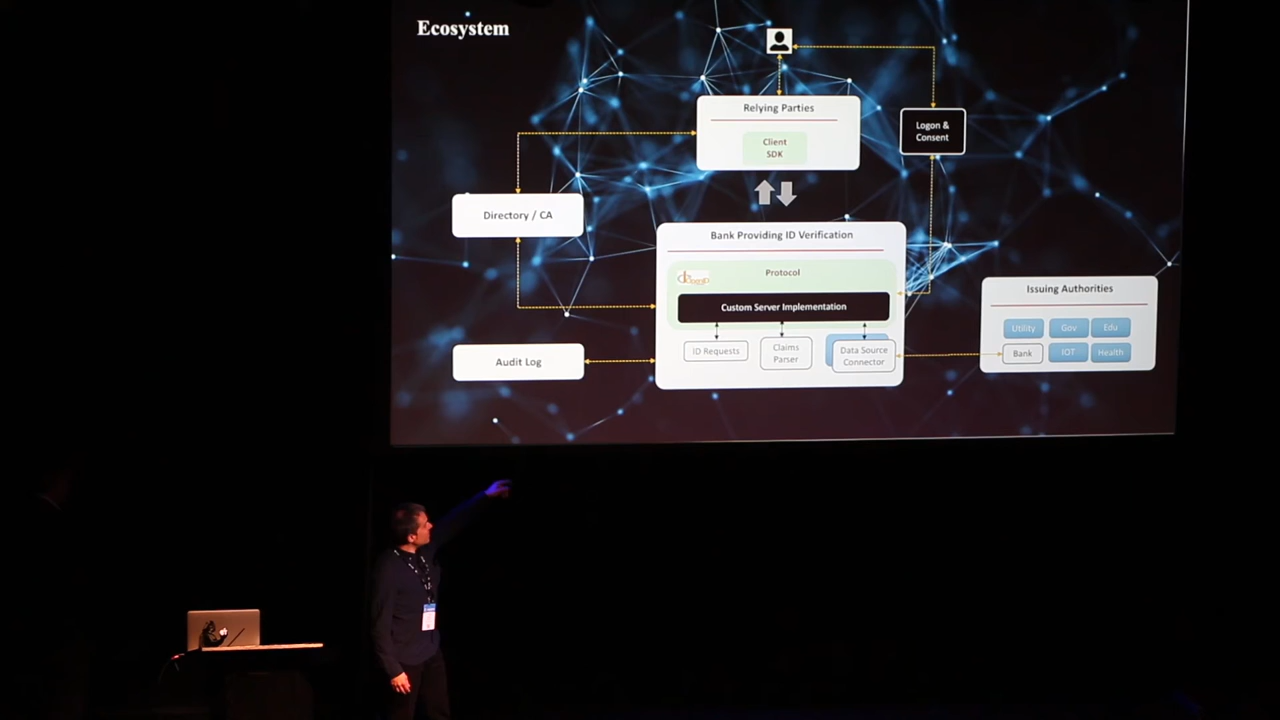 Ecosystem
Relying Parties
Client
SDK
Logon &
Consent
Directory / CA
Bank Providing ID Verification
Protocol
Custom Server Implementation
ID Requests
Claims
Parser
Data Source
Connector
Audit Log
Issuing Authorities
Utility
Gov
Edu
Bank
IOT
Health